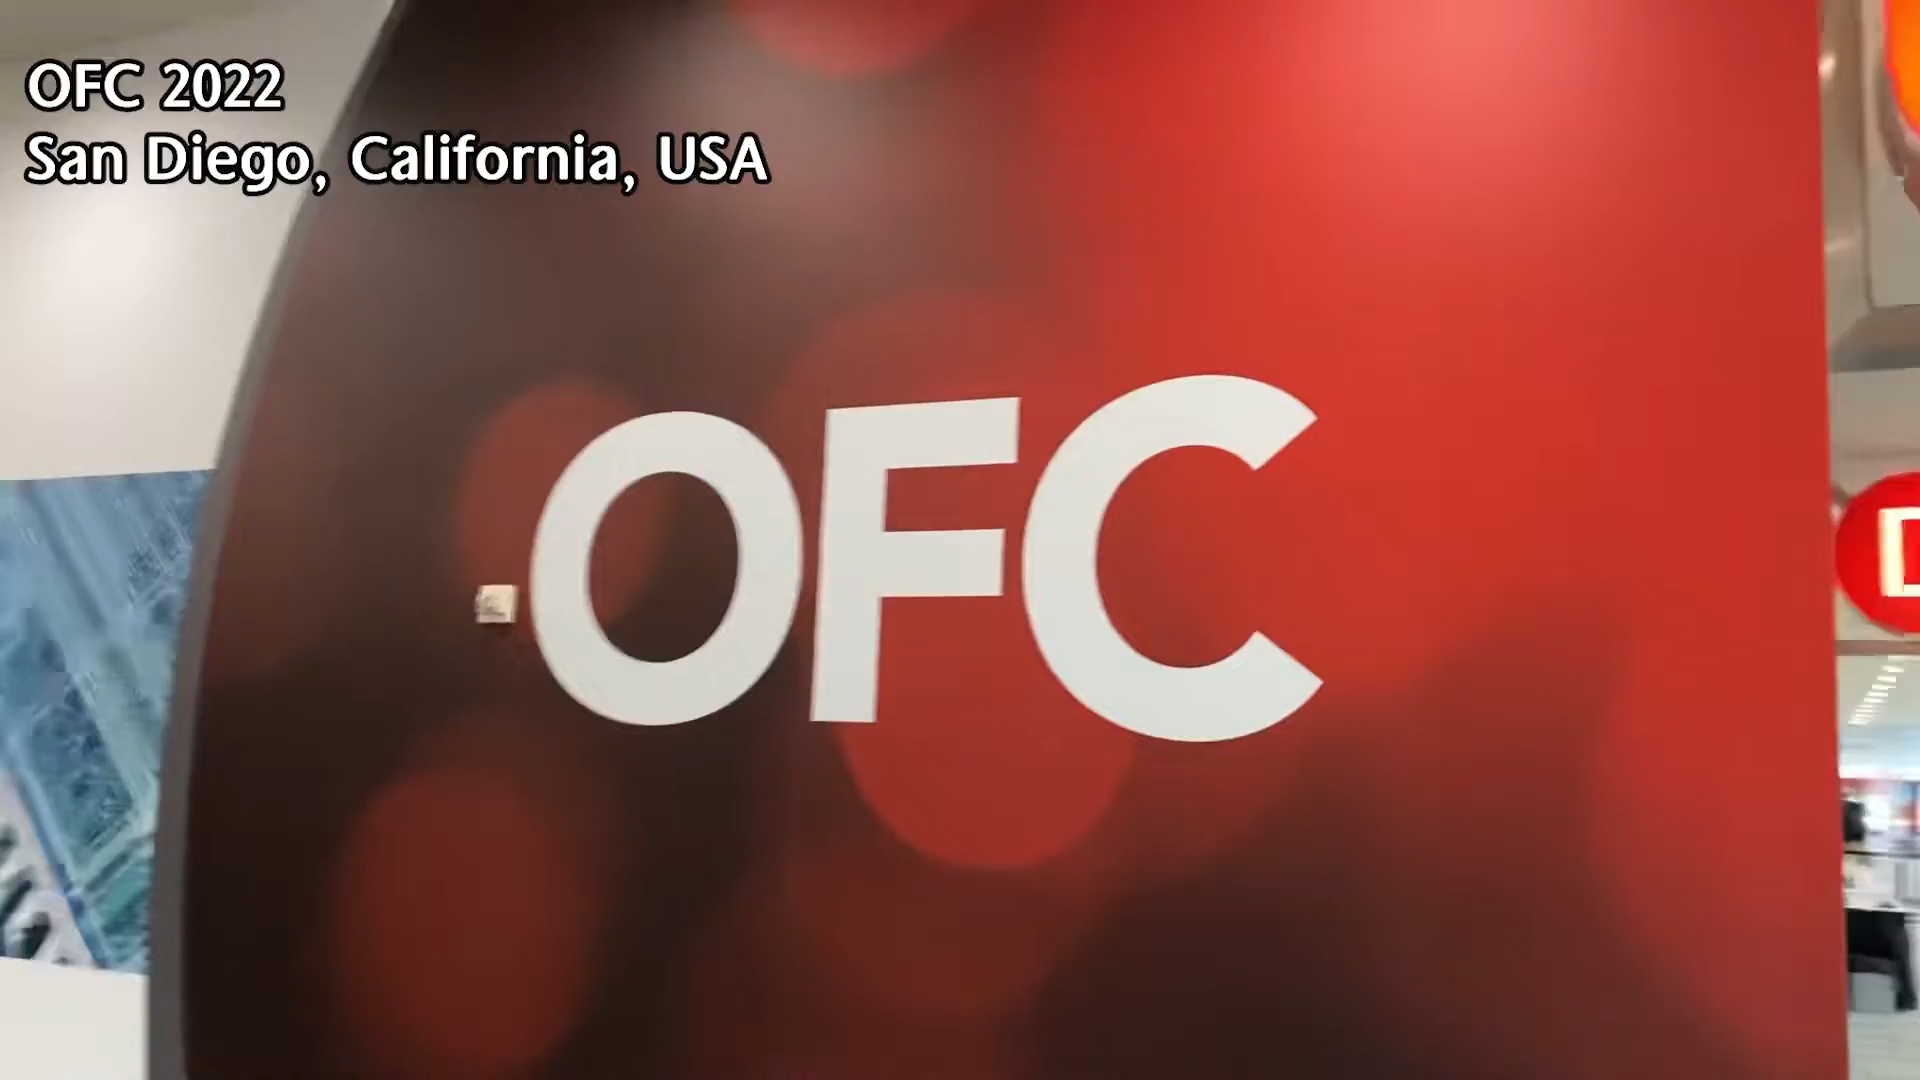 OFC 2022
San Diego, California, USA
OFC
D